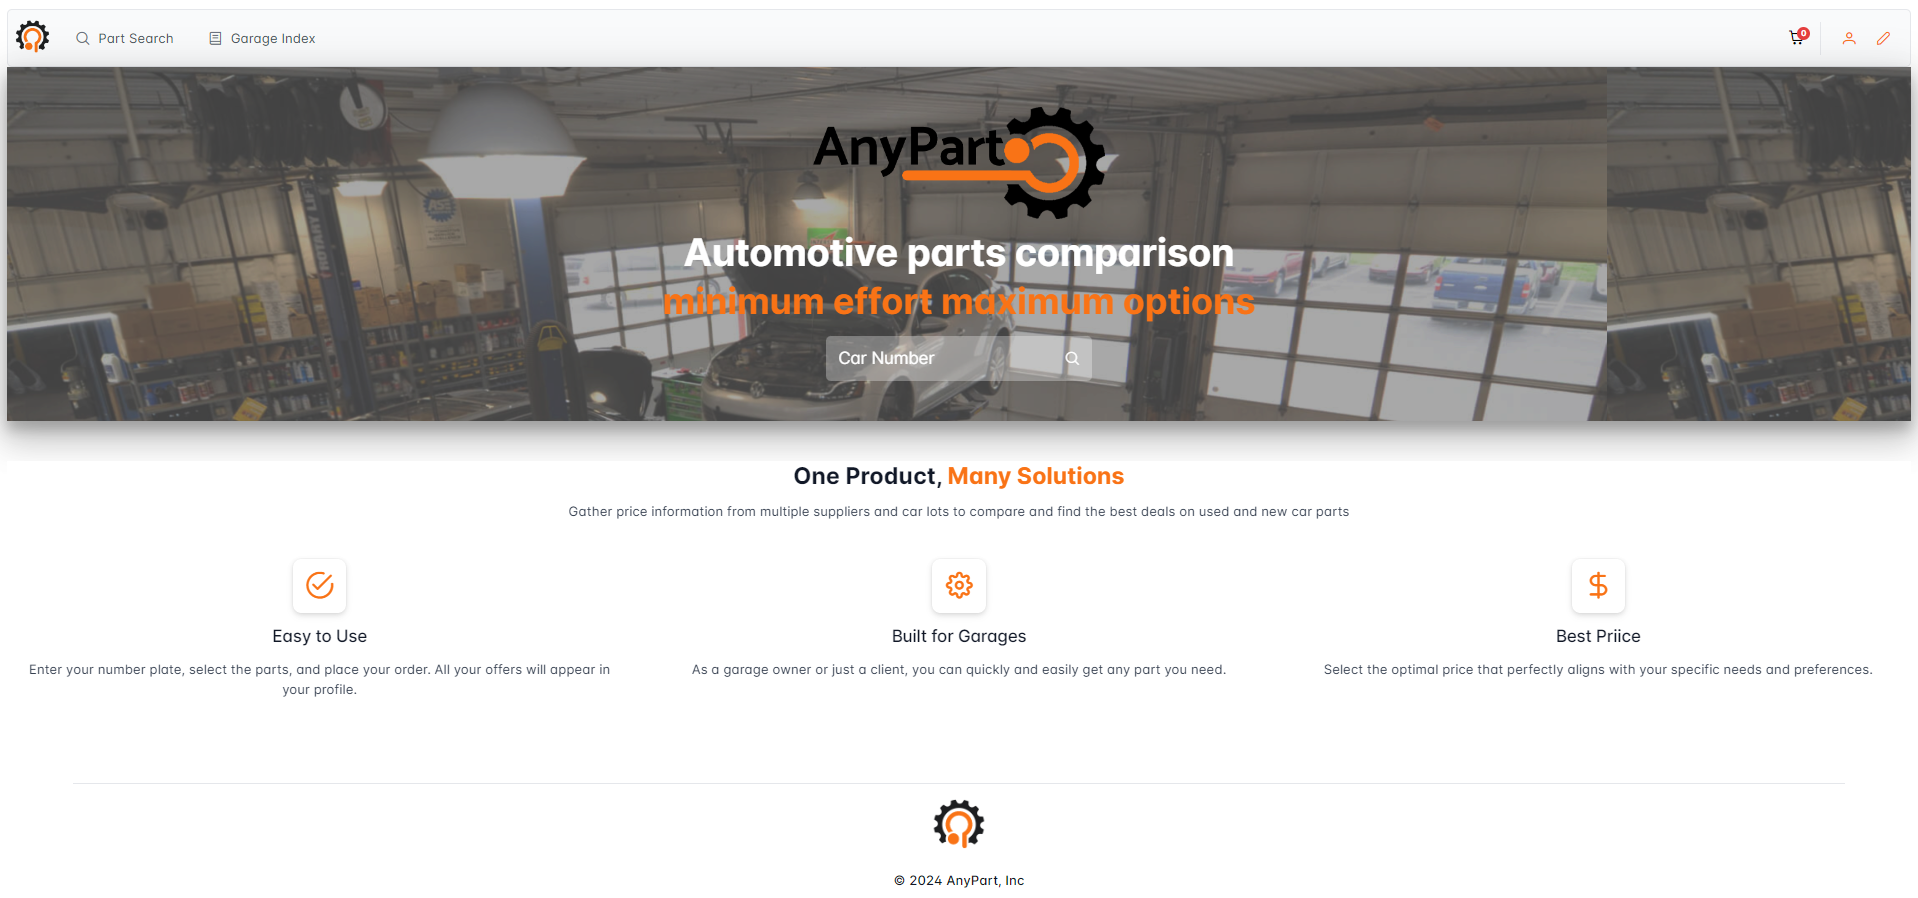 Part Search
Garage Index
0
AnyPart
Automotive parts comparison
minimum effort maximum options
Car Number
ROTARY LIFT
ASE
One Product, Many Solutions
Gather price information from multiple suppliers and car lots to compare and find the best deals on used and new car parts
Easy to Use
Enter your number plate, select the parts, and place your order. All your offers will appear in
your profile.
Built for Garages
As a garage owner or just a client, you can quickly and easily get any part you need.
Best Priice
Select the optimal price that perfectly aligns with your specific needs and preferences.
© 2024 AnyPart, Inc